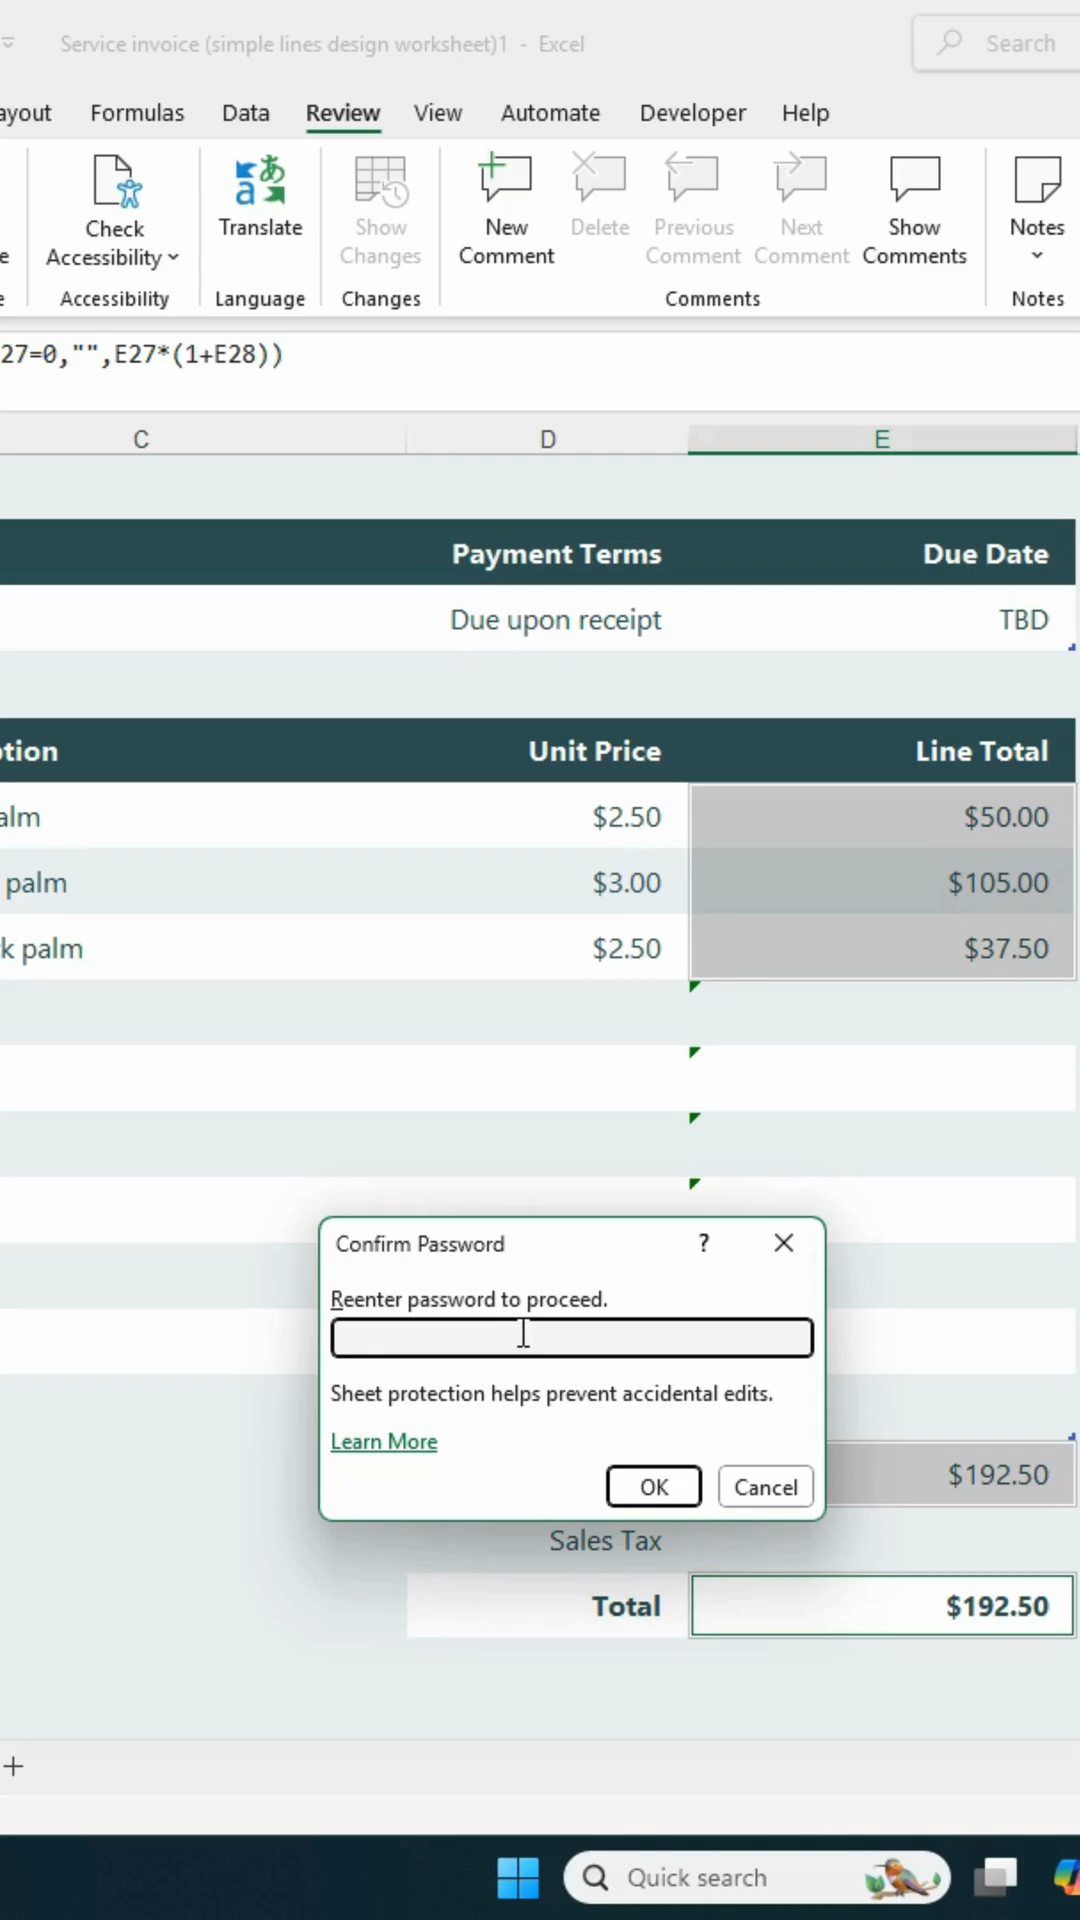 Service invoice (simple lines design worksheet)1 - Excel
Search
ayout Formulas Data Review View Automate Developer Help
Check Accessibility
Translate
Show Changes
New Comment
Delete
Previous Comment
Next Comment
Show Comments
Notes
e
e Accessibility Language Changes Comments Notes
27=0,"",E27*(1+E28))
C D E
Payment Terms Due Date
Due upon receipt TBD
otion Unit Price Line Total
alm $2.50 $50.00
palm $3.00 $105.00
k palm $2.50 $37.50
Confirm Password ?
Reenter password to proceed.
Sheet protection helps prevent accidental edits.
Learn More
OK Cancel
$192.50
Sales Tax
Total $192.50
+
Quick search